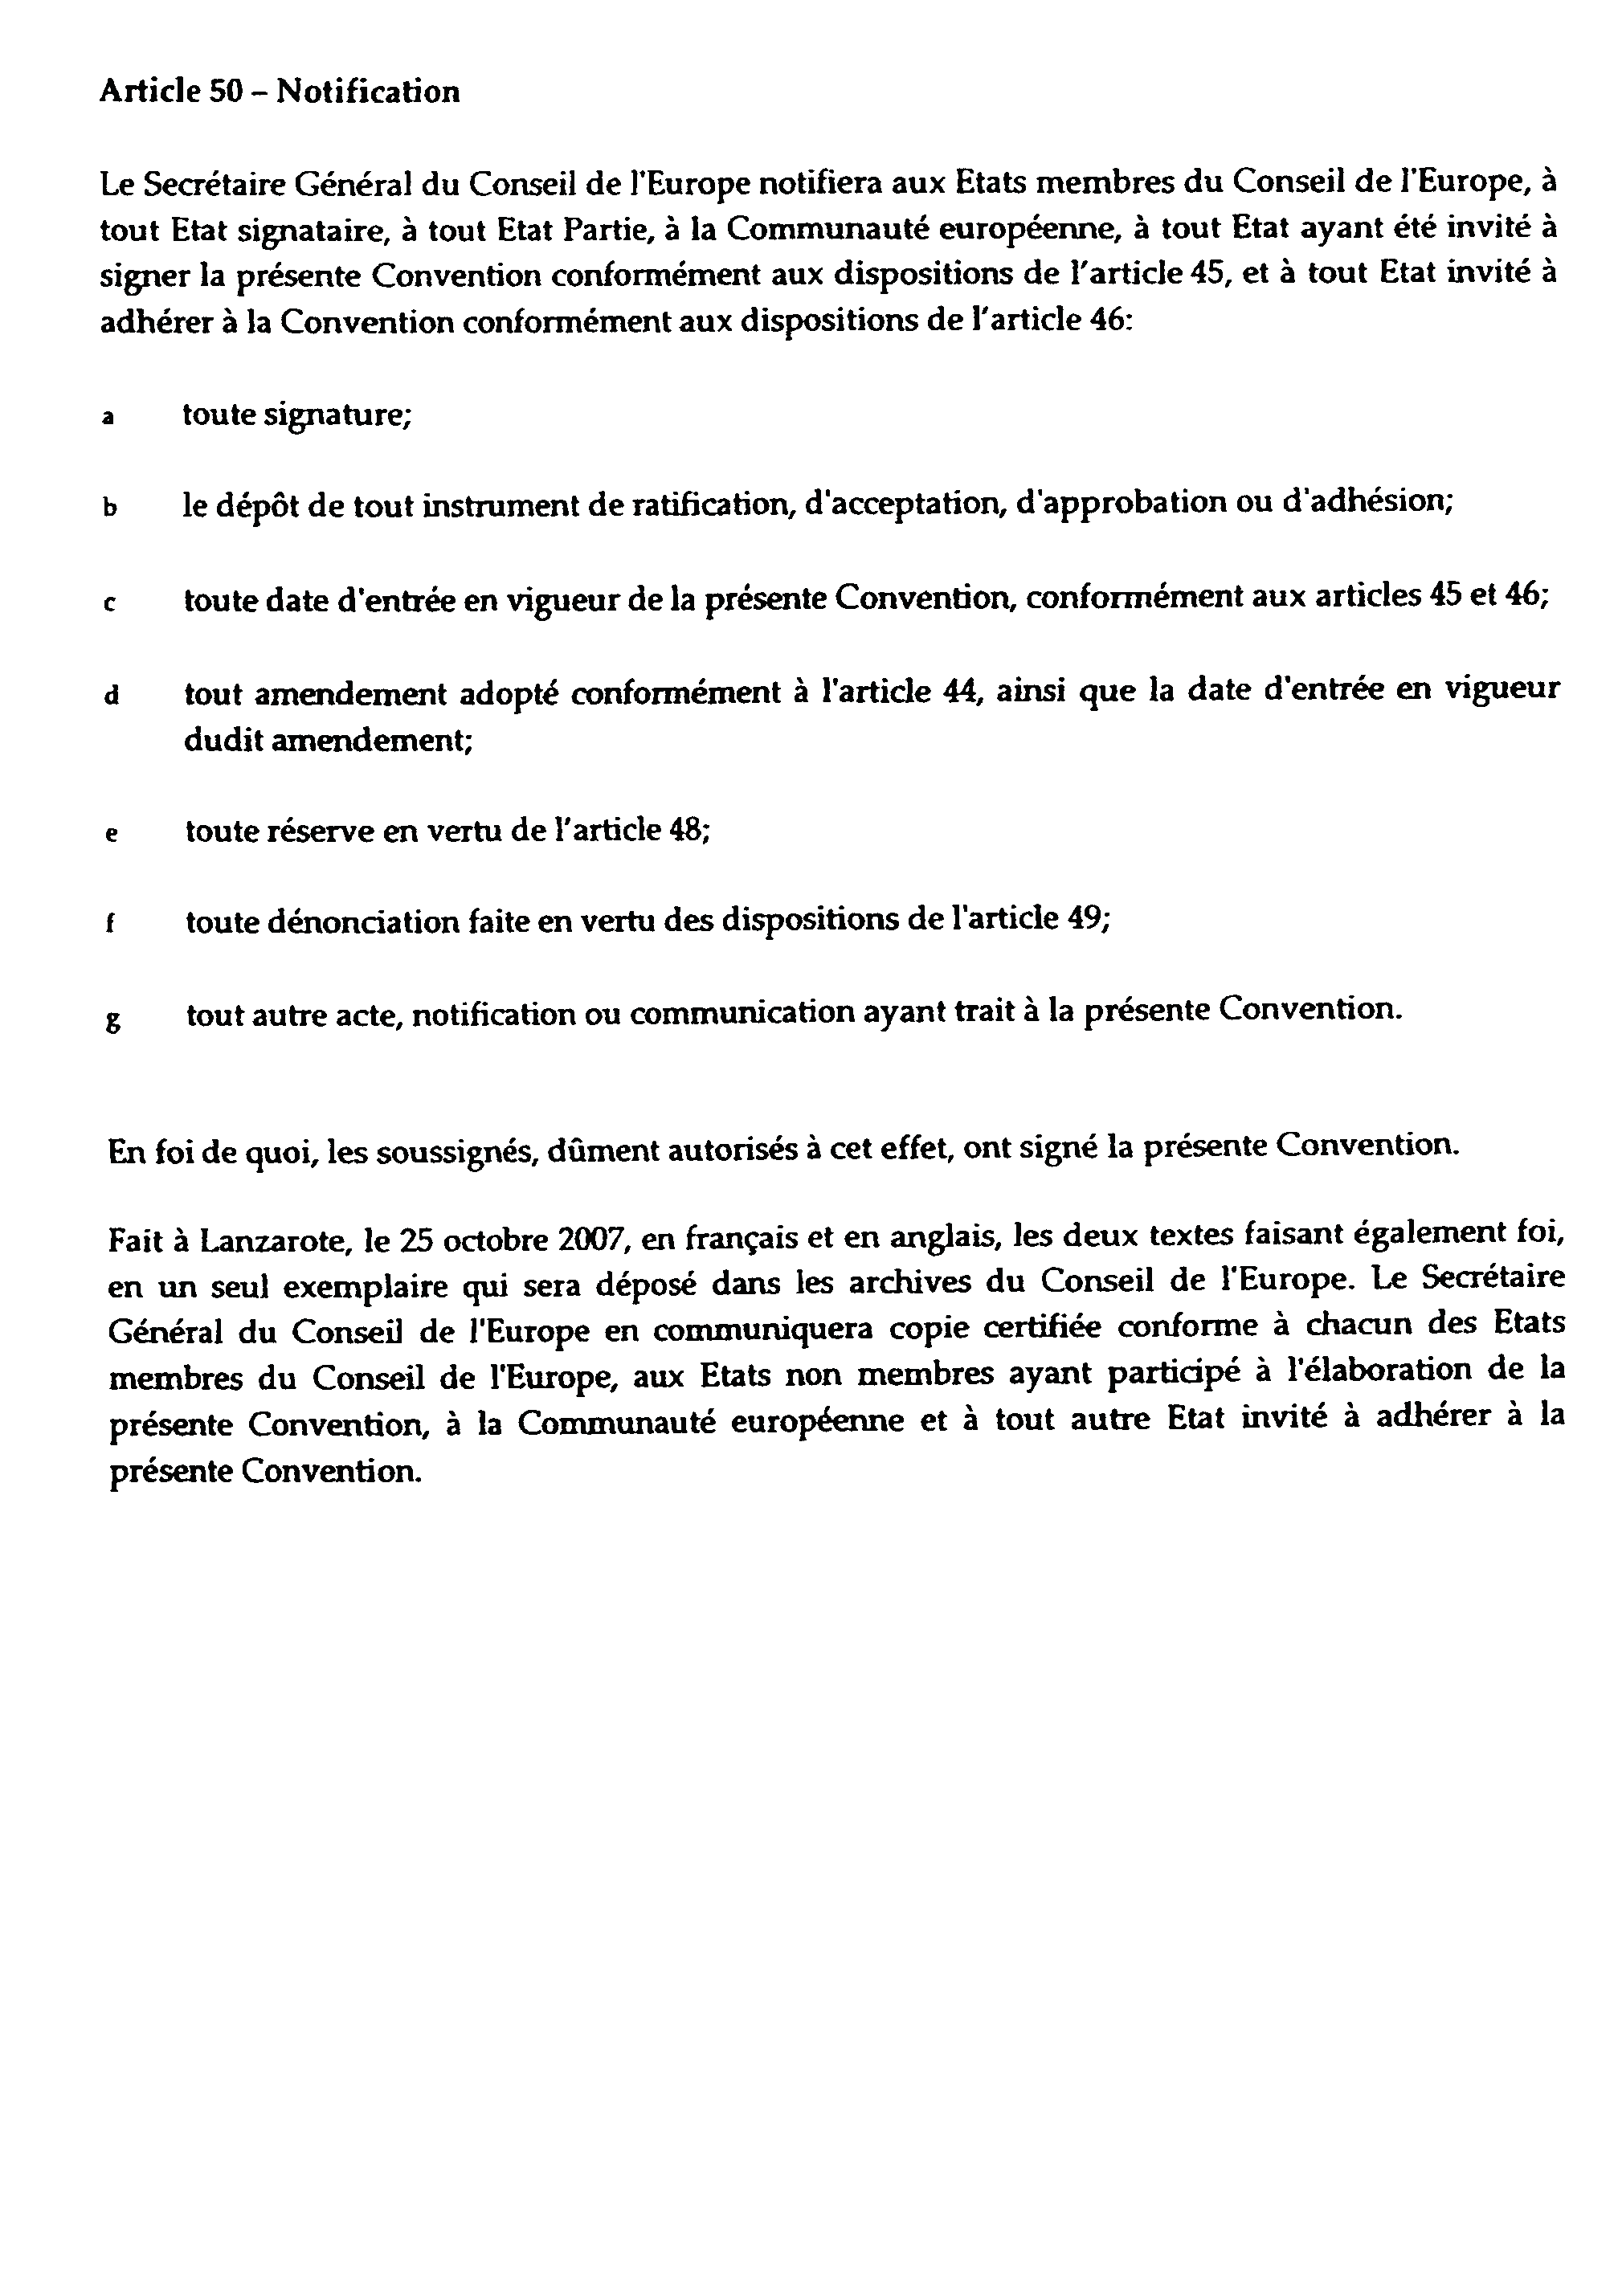 Article 50 – Notification
Le Secrétaire Général du Conseil de l'Europe notifiera aux Etats membres du Conseil de l'Europe, à
tout Etat signataire, à tout Etat Partie, à la Communauté européenne, à tout Etat ayant été invité à
signer la présente Convention conformément aux dispositions de l'article 45, et à tout Etat invité à
adhérer à la Convention conformément aux dispositions de l'article 46:
a toute signature;
b le dépôt de tout instrument de ratification, d'acceptation, d'approbation ou d'adhésion;
c toute date d'entrée en vigueur de la présente Convention, conformément aux articles 45 et 46;
d tout amendement adopté conformément à l'article 44, ainsi que la date d'entrée en vigueur
dudit amendement;
e toute réserve en vertu de l'article 48;
f toute dénonciation faite en vertu des dispositions de l'article 49;
g tout autre acte, notification ou communication ayant trait à la présente Convention.
En foi de quoi, les soussignés, dûment autorisés à cet effet, ont signé la présente Convention.
Fait à Lanzarote, le 25 octobre 2007, en français et en anglais, les deux textes faisant également foi,
en un seul exemplaire qui sera déposé dans les archives du Conseil de l'Europe. Le Secrétaire
Général du Conseil de l'Europe en communiquera copie certifiée conforme à chacun des Etats
membres du Conseil de l'Europe, aux Etats non membres ayant participé à l'élaboration de la
présente Convention, à la Communauté européenne et à tout autre Etat invité à adhérer à la
présente Convention.